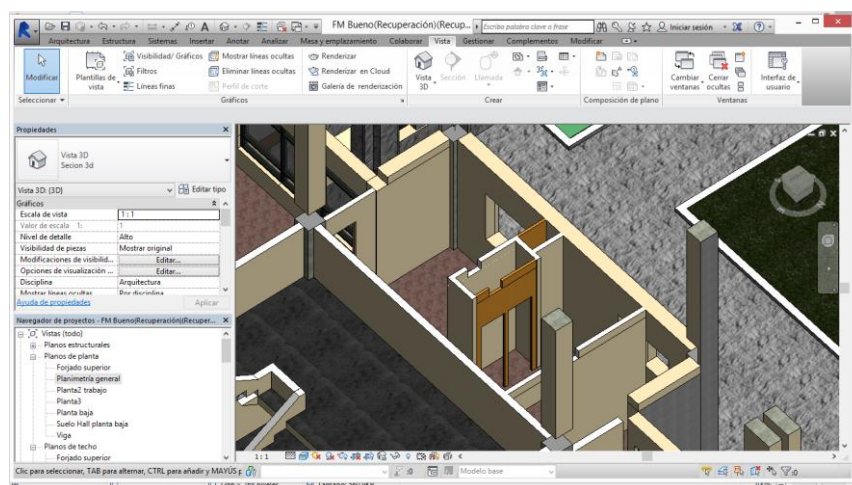 FM Bueno(Recuperación)(Recup...
Escriba palabra clave o frase
Iniciar sesión
Arquitectura Estructura Sistemas Insertar Anotar Analizar Masa y emplazamiento Colaborar Vista Gestionar Complementos Modificar
Modificar
Plantillas de vista
Visibilidad/ Gráficos
Filtros
Líneas finas
Mostrar líneas ocultas
Eliminar líneas ocultas
Perfil de corte
Renderizar
Renderizar en Cloud
Galería de renderización
Vista 3D
Sección
Llamada
Cambiar ventanas
Cerrar ocultas
Interfaz de usuario
Seleccionar
Gráficos
Crear
Composición de plano
Ventanas
Propiedades
Vista 3D
Secion 3d
Vista 3D: {3D}
Editar tipo
Gráficos
Escala de vista 1 : 1
Valor de escala 1: 1
Nivel de detalle Alto
Visibilidad de piezas Mostrar original
Modificaciones de visibilid... Editar...
Opciones de visualización ... Editar...
Disciplina Arquitectura
Mostrar líneas ocultas Por disciplina
Ayuda de propiedades
Aplicar
Navegador de proyectos - FM Bueno(Recuperación)(Recuper...
Vistas (todo)
Planos estructurales
Planos de planta
Forjado superior
Planimetría general
Planta2 trabajo
Planta3
Planta baja
Suelo Hall planta baja
Viga
Planos de techo
Forjado superior
1:1
Clic para seleccionar, TAB para alternar, CTRL para añadir y MAYÚS p
:0
Modelo base
:0